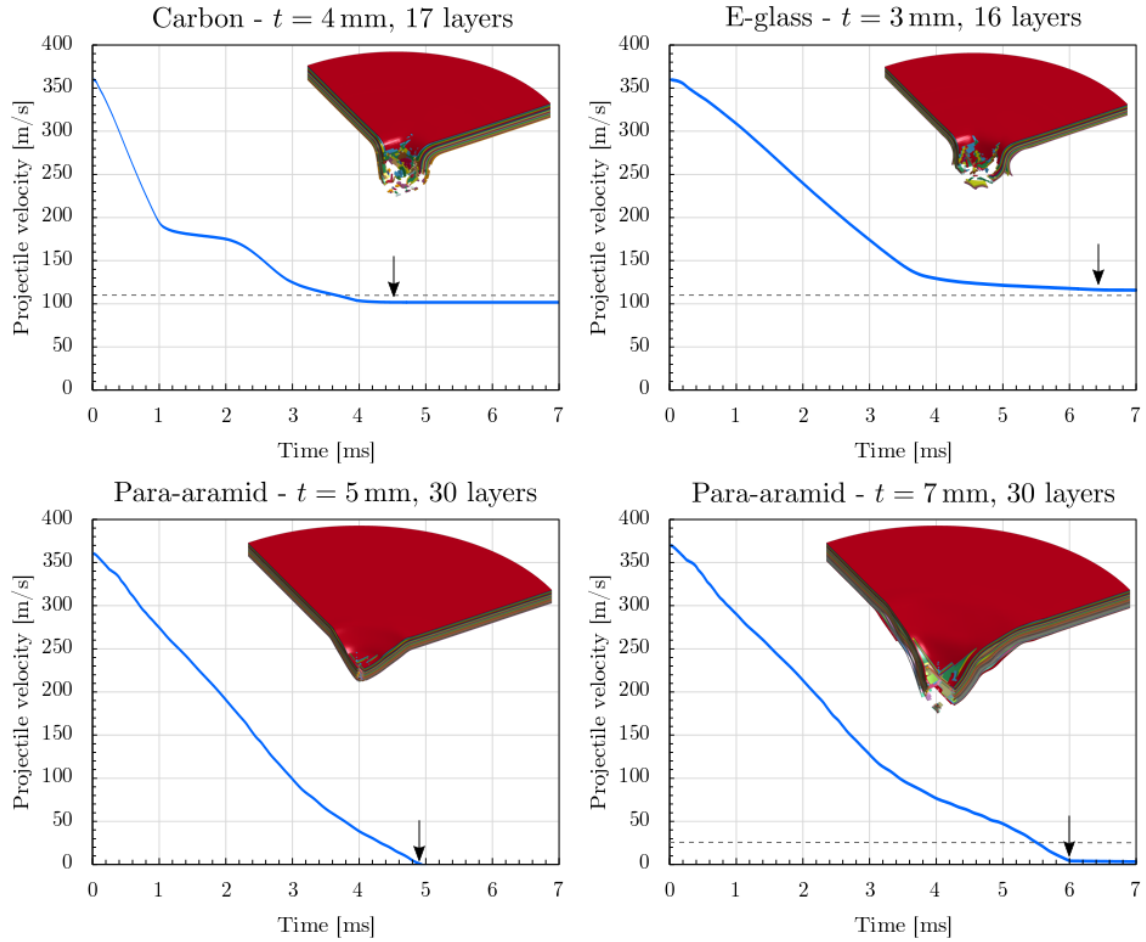 Carbon - t = 4 mm, 17 layers
Projectile velocity [m/s]
400
350
300
250
200
150
100
50
0
0 1 2 3 4 5 6 7
Time [ms]
E-glass - t = 3 mm, 16 layers
Projectile velocity [m/s]
400
350
300
250
200
150
100
50
0
0 1 2 3 4 5 6 7
Time [ms]
Para-aramid - t = 5 mm, 30 layers
Projectile velocity [m/s]
400
350
300
250
200
150
100
50
0
0 1 2 3 4 5 6 7
Time [ms]
Para-aramid - t = 7 mm, 30 layers
Projectile velocity [m/s]
400
350
300
250
200
150
100
50
0
0 1 2 3 4 5 6 7
Time [ms]